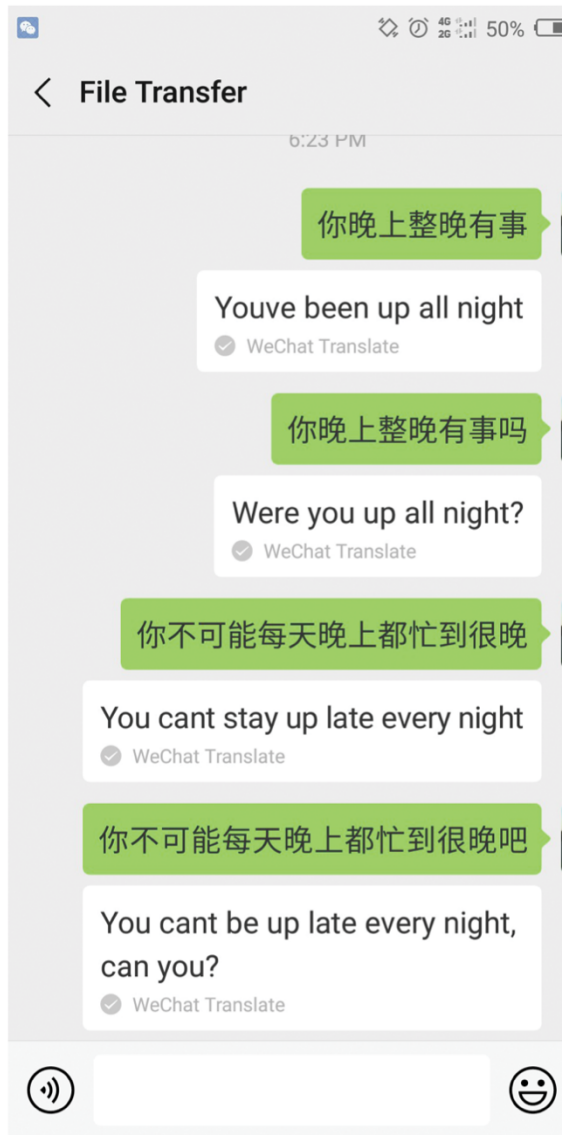 4G
2G
50%
File Transfer
6:23 PM
你晚上整晚有事
Youve been up all night
WeChat Translate
你晚上整晚有事吗
Were you up all night?
WeChat Translate
你不可能每天晚上都忙到很晚
You cant stay up late every night
WeChat Translate
你不可能每天晚上都忙到很晚吧
You cant be up late every night,
can you?
WeChat Translate